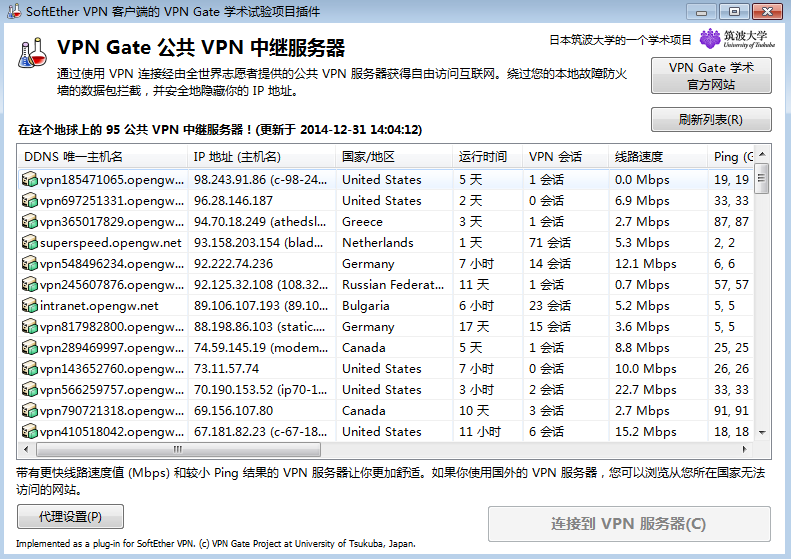 SoftEther VPN 客户端的 VPN Gate 学术试验项目插件
VPN Gate 公共 VPN 中继服务器
日本筑波大学的一个学术项目
筑波大学
University of Tsukuba
通过使用 VPN 连接经由全世界志愿者提供的公共 VPN 服务器获得自由访问互联网。绕过您的本地故障防火
墙的数据包拦截，并安全地隐藏你的 IP 地址。
VPN Gate 学术
官方网站
刷新列表(R)
在这个地球上的 95 公共 VPN 中继服务器！(更新于 2014-12-31 14:04:12)
DDNS 唯一主机名 IP 地址 (主机名) 国家/地区 运行时间 VPN 会话 线路速度 Ping (G
vpn185471065.opengw... 98.243.91.86 (c-98-24... United States 5 天 1 会话 0.0 Mbps 19, 19
vpn697251331.opengw... 96.28.146.187 United States 2 天 0 会话 6.9 Mbps 33, 33
vpn365017829.opengw... 94.70.18.249 (athedsl... Greece 3 天 1 会话 2.7 Mbps 87, 87
superspeed.opengw.net 93.158.203.154 (blad... Netherlands 1 天 71 会话 5.3 Mbps 2, 2
vpn548496234.opengw... 92.222.74.236 Germany 7 小时 14 会话 12.1 Mbps 6, 6
vpn245607876.opengw... 92.125.32.108 (108.32... Russian Federat... 11 天 1 会话 0.7 Mbps 57, 57
intranet.opengw.net 89.106.107.193 (89.10... Bulgaria 6 小时 23 会话 5.2 Mbps 5, 5
vpn817982800.opengw... 88.198.86.103 (static.... Germany 17 天 15 会话 3.6 Mbps 5, 5
vpn289469997.opengw... 74.59.145.19 (modem... Canada 5 天 1 会话 8.8 Mbps 25, 25
vpn143652760.opengw... 73.11.57.74 United States 7 小时 0 会话 10.0 Mbps 26, 26
vpn566259757.opengw... 70.190.153.52 (ip70-1... United States 3 小时 2 会话 22.7 Mbps 33, 33
vpn790721318.opengw... 69.156.107.80 Canada 10 天 3 会话 2.7 Mbps 91, 91
vpn410518042.opengw... 67.181.82.23 (c-67-18... United States 11 小时 6 会话 15.2 Mbps 18, 18
带有更快线路速度值 (Mbps) 和较小 Ping 结果的 VPN 服务器让你更加舒适。如果你使用国外的 VPN 服务器，您可以浏览从您所在国家无法
访问的网站。
代理设置(P)
连接到 VPN 服务器(C)
Implemented as a plug-in for SoftEther VPN. (c) VPN Gate Project at University of Tsukuba, Japan.